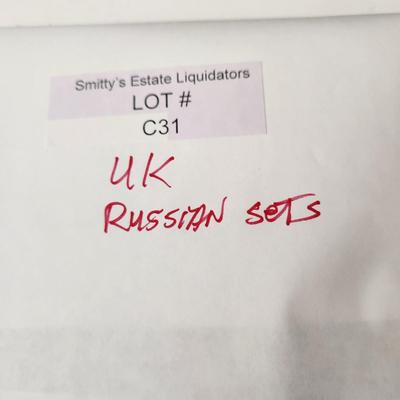 Smitty's Estate Liquidators
LOT #
C31
UK
RUSSIAN SETS